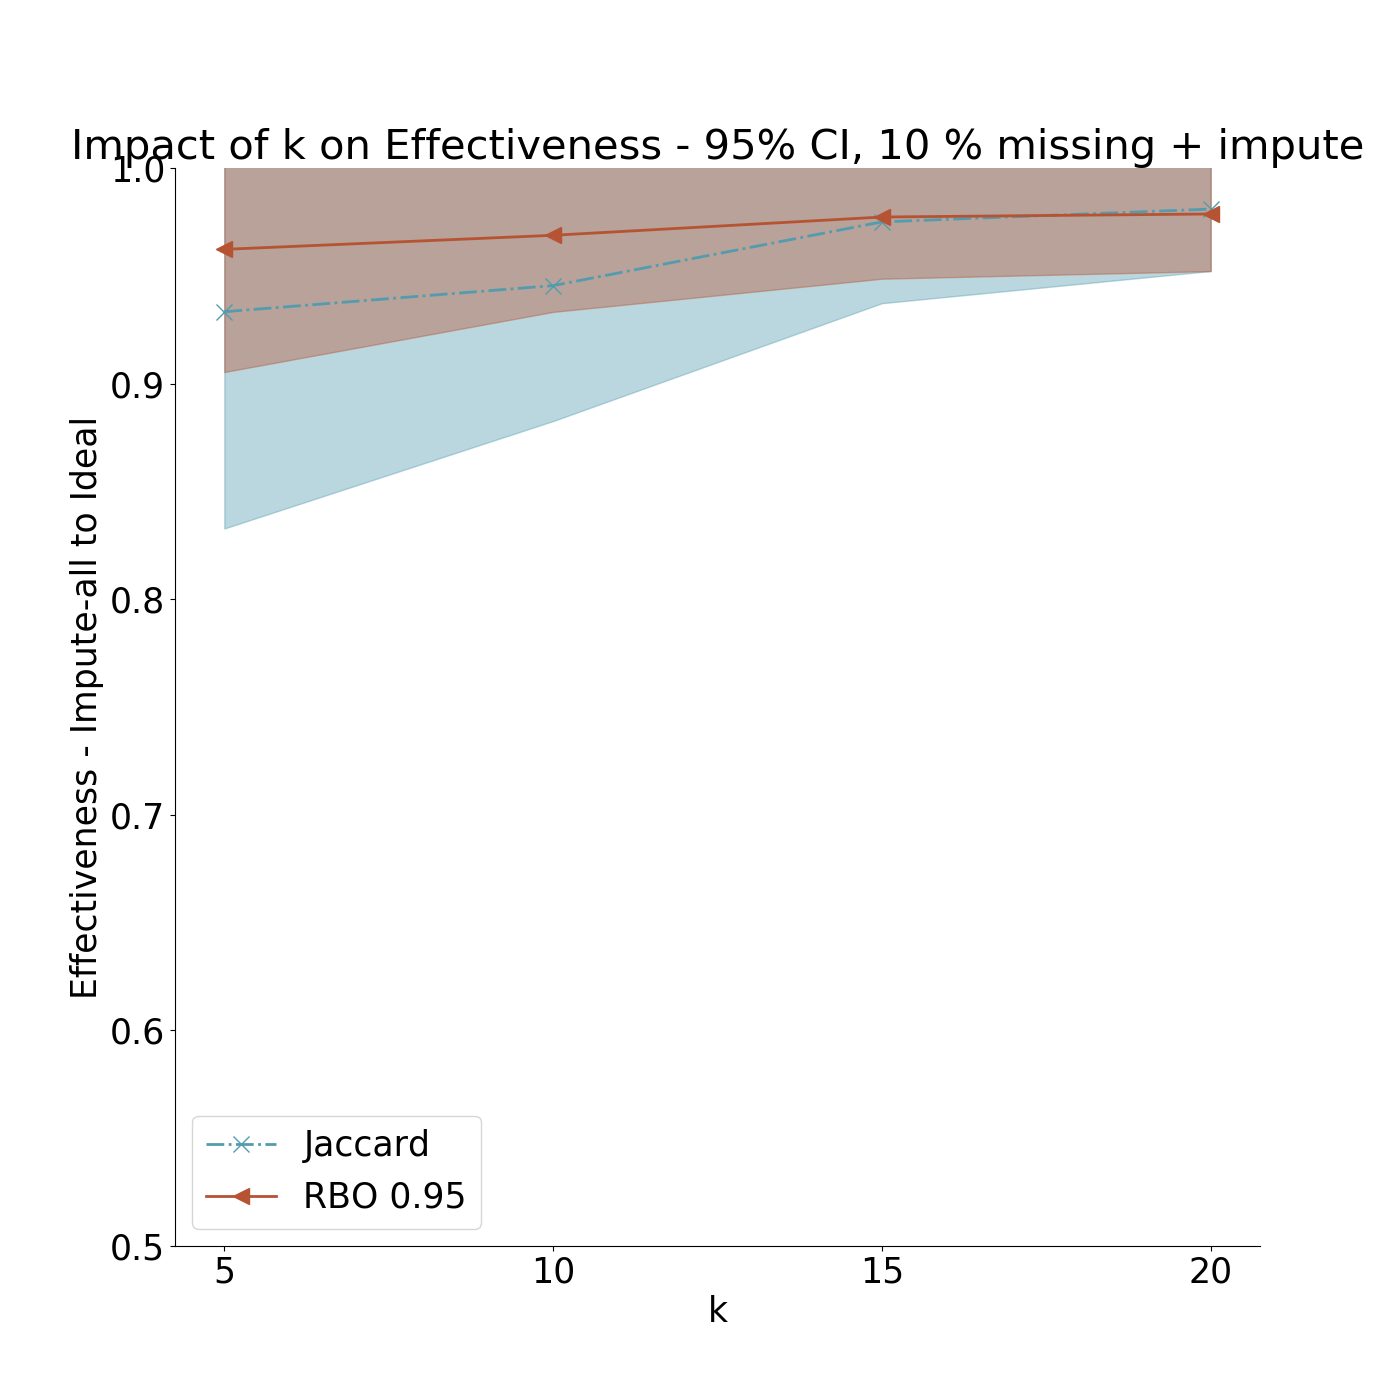 Impact of k on Effectiveness - 95% CI, 10 % missing + impute
1.0
0.9
0.8
0.7
0.6
0.5
Effectiveness - Impute-all to Ideal
Jaccard
RBO 0.95
5 10 15 20
k